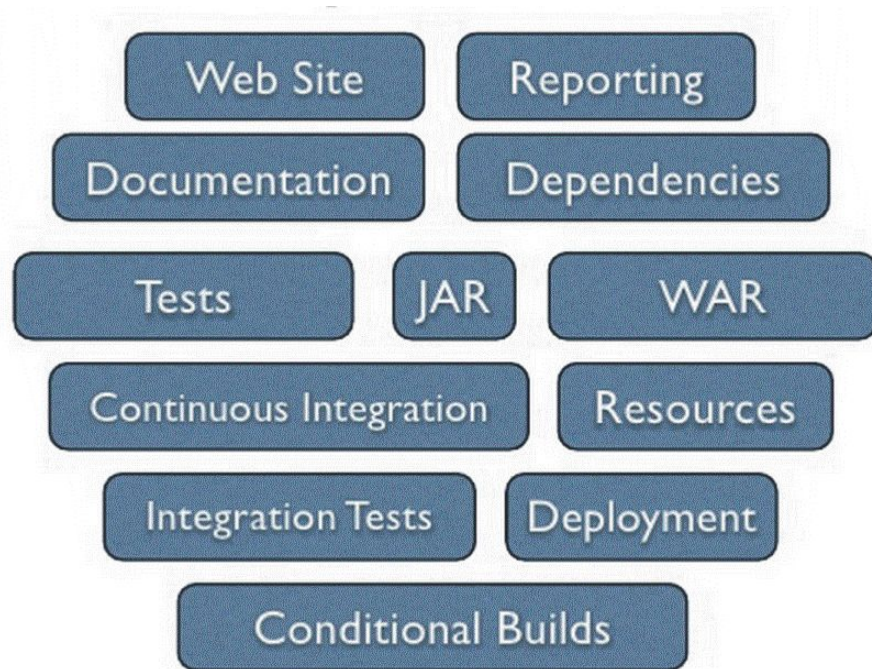 Web Site Reporting
Documentation Dependencies
Tests JAR WAR
Continuous Integration Resources
Integration Tests Deployment
Conditional Builds